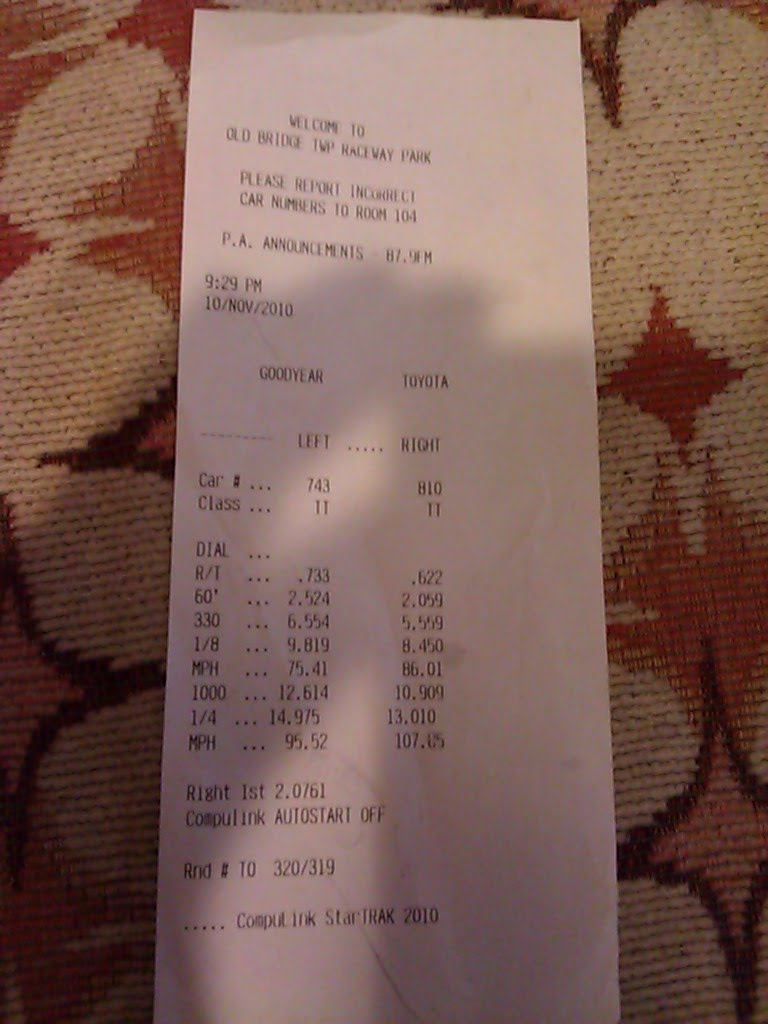 WELCOME TO
OLD BRIDGE TWP RACEWAY PARK
PLEASE REPORT INCORRECT
CAR NUMBERS TO ROOM 104
P.A. ANNOUNCEMENTS - 87.9FM
9:29 PM
10/NOV/2010
GOODYEAR TOYOTA
--------- LEFT ..... RIGHT
Car # ... 743 810
Class ... TT TT
DIAL ...
R/T ... .733 .622
60' ... 2.524 2.059
330 ... 6.554 5.559
1/8 ... 9.819 8.450
MPH ... 75.41 86.01
1000 ... 12.614 10.909
1/4 ... 14.975 13.010
MPH ... 95.52 107.85
Right 1st 2.0761
Compulink AUTOSTART OFF
Rnd # TO 320/319
..... CompuLink StarTRAK 2010